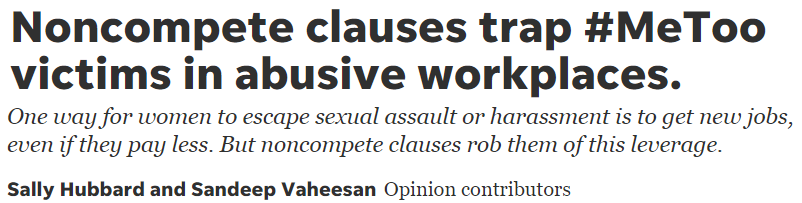 Noncompete clauses trap #MeToo
victims in abusive workplaces.
One way for women to escape sexual assault or harassment is to get new jobs,
even if they pay less. But noncompete clauses rob them of this leverage.
Sally Hubbard and Sandeep Vaheesan Opinion contributors